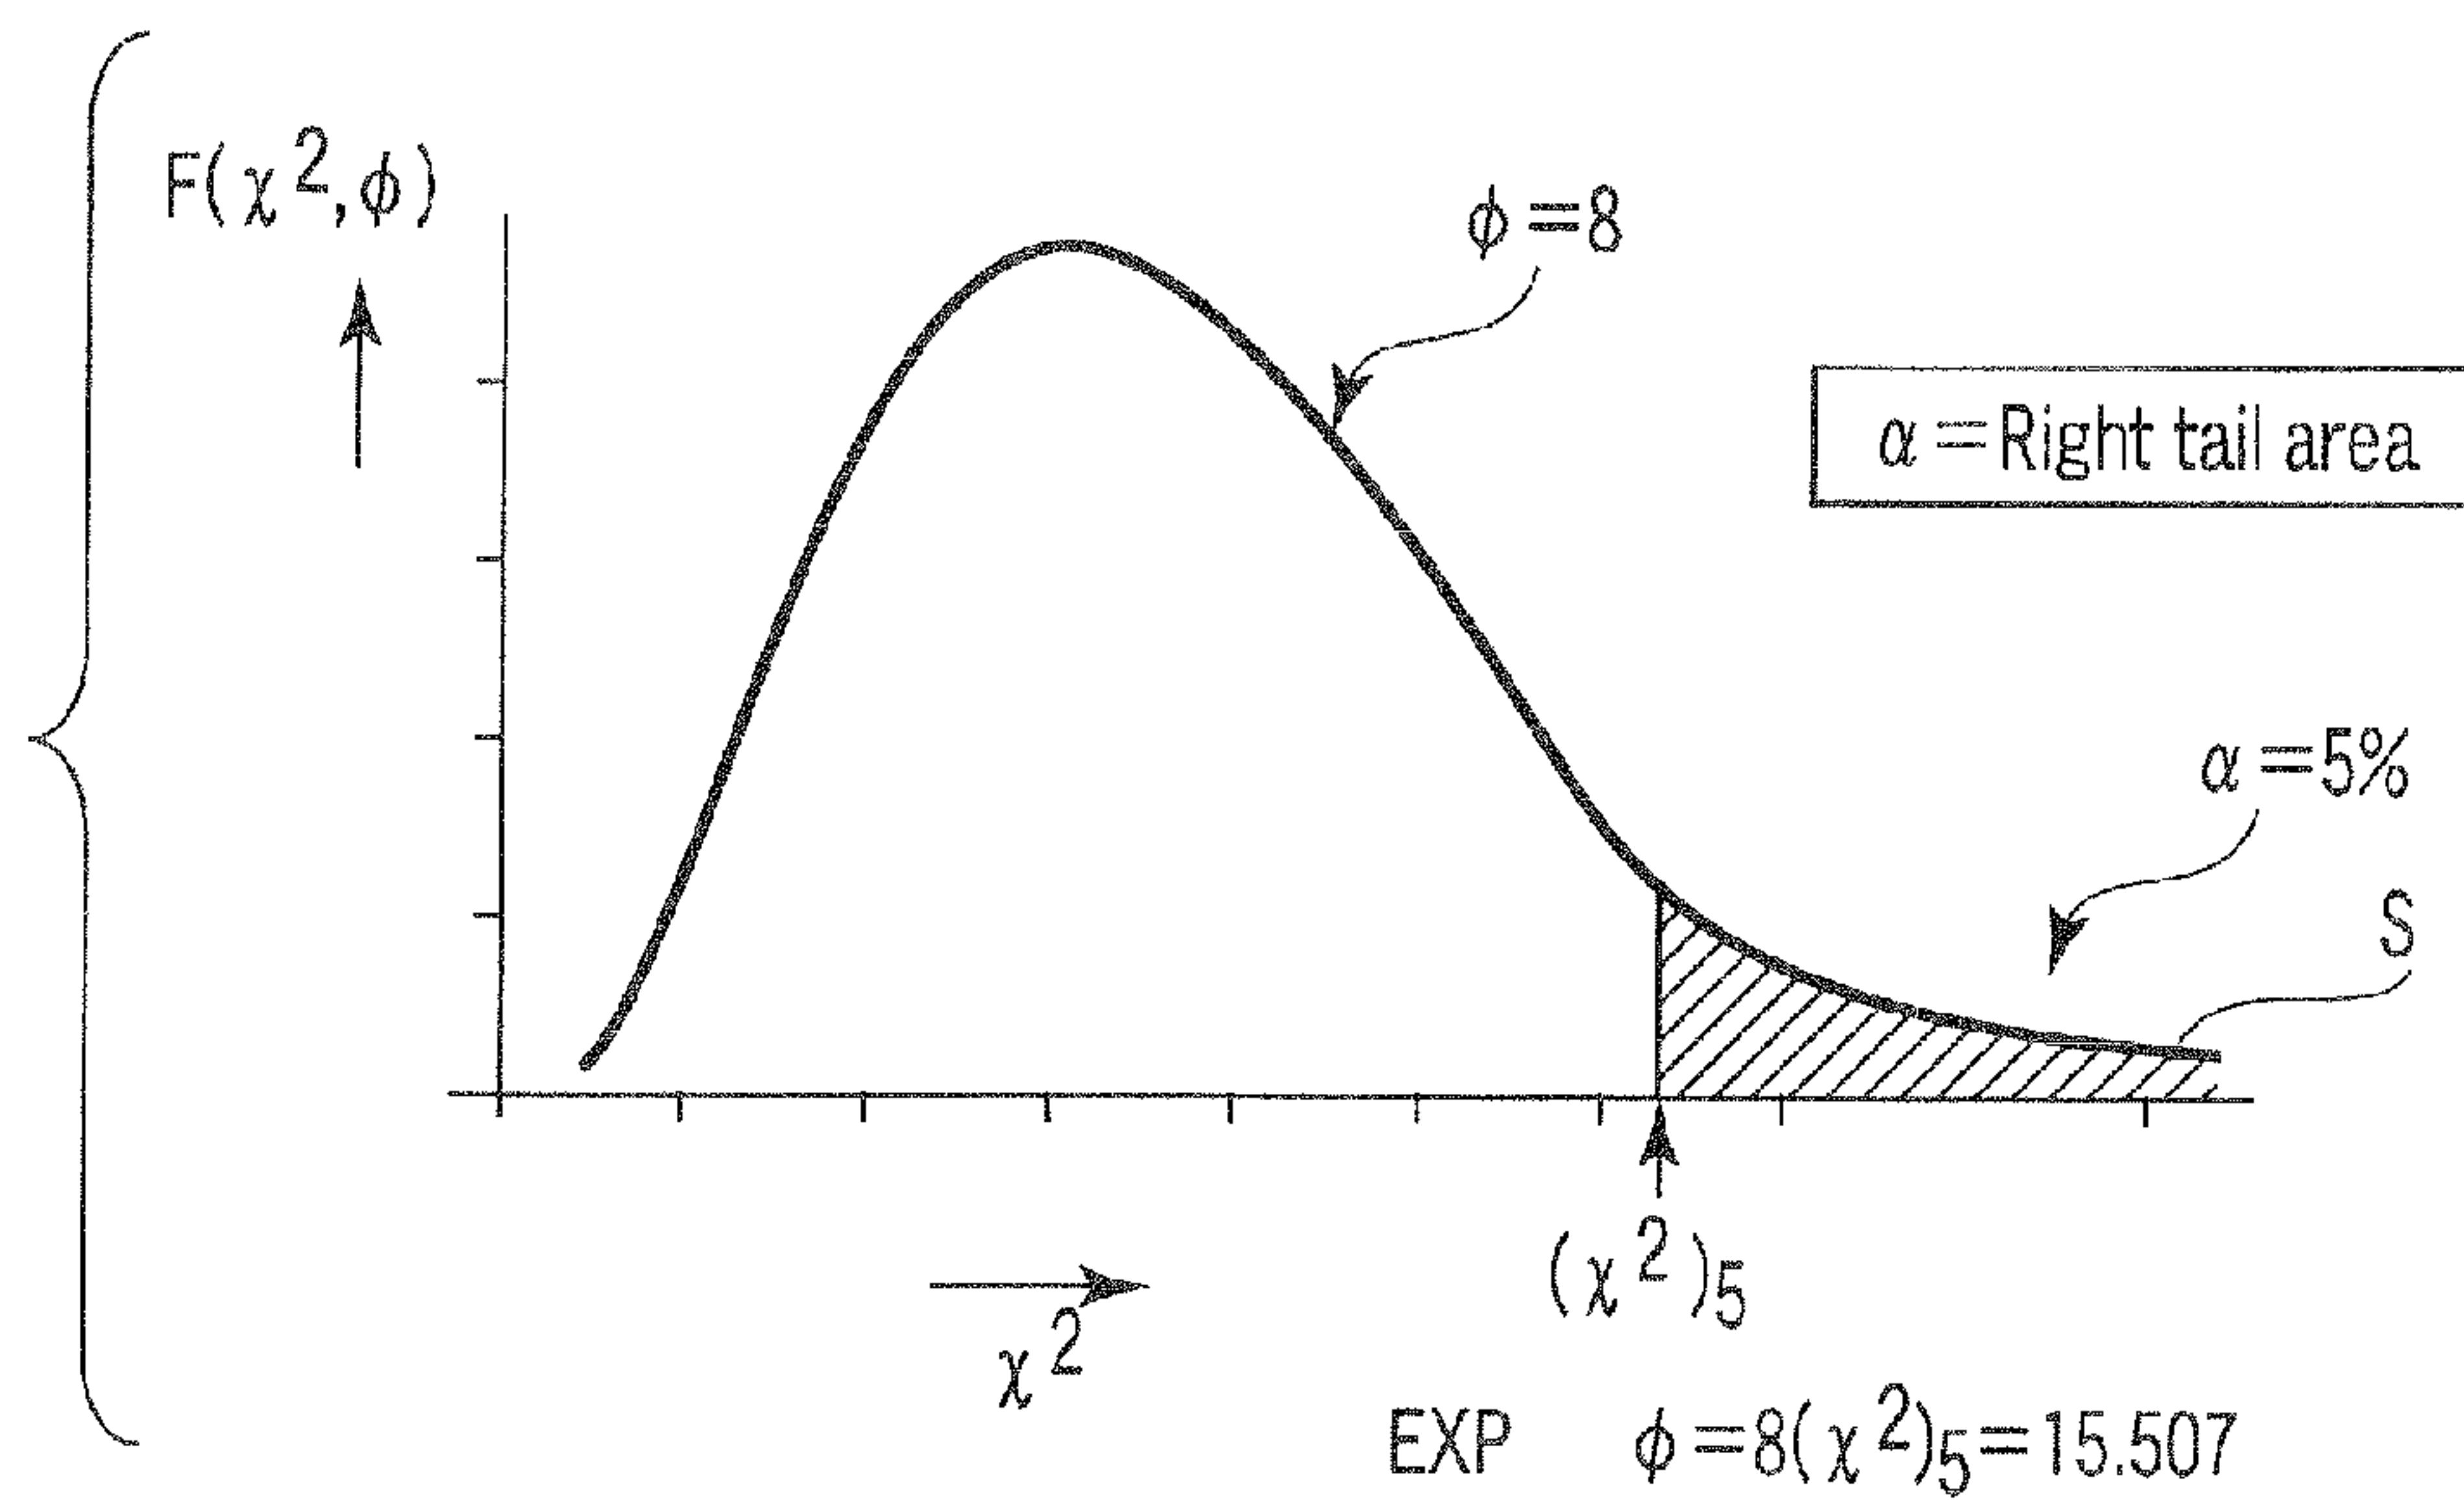 F(χ², φ)
φ=8
α=Right tail area
α=5%
S
(χ²)₅
χ²
EXP φ=8(χ²)₅=15.507